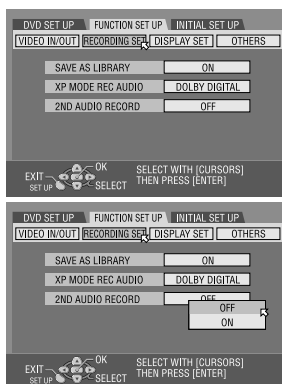 DVD SET UP FUNCTION SET UP INITIAL SET UP
VIDEO IN/OUT RECORDING SET DISPLAY SET OTHERS
SAVE AS LIBRARY ON
XP MODE REC AUDIO DOLBY DIGITAL
2ND AUDIO RECORD OFF
OK
EXIT
SET UP
SELECT
SELECT WITH [CURSORS]
THEN PRESS [ENTER]
DVD SET UP FUNCTION SET UP INITIAL SET UP
VIDEO IN/OUT RECORDING SET DISPLAY SET OTHERS
SAVE AS LIBRARY ON
XP MODE REC AUDIO DOLBY DIGITAL
2ND AUDIO RECORD OFF
OFF
ON
OK
EXIT
SET UP
SELECT
SELECT WITH [CURSORS]
THEN PRESS [ENTER]